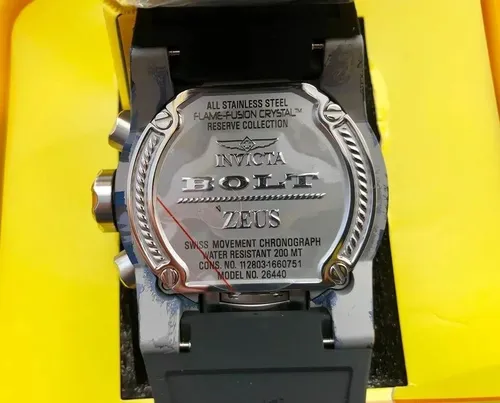 ALL STAINLESS STEEL
FLAME-FUSION CRYSTAL™
RESERVE COLLECTION
INVICTA
BOLT
ZEUS
SWISS MOVEMENT CHRONOGRAPH
WATER RESISTANT 200 MT
CONS. NO. 112803-1660751
MODEL NO. 26440